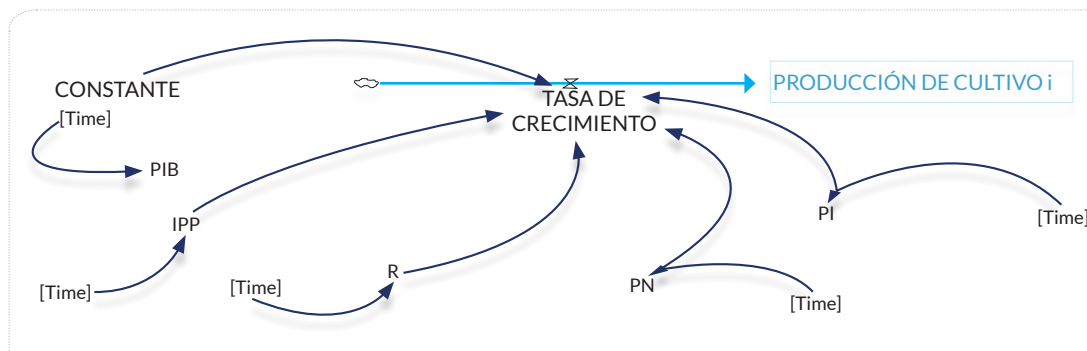 CONSTANTE
PRODUCCIÓN DE CULTIVO i
TASA DE
CRECIMIENTO
[Time]
PIB
IPP
PI
[Time]
R
[Time]
[Time]
PN
[Time]